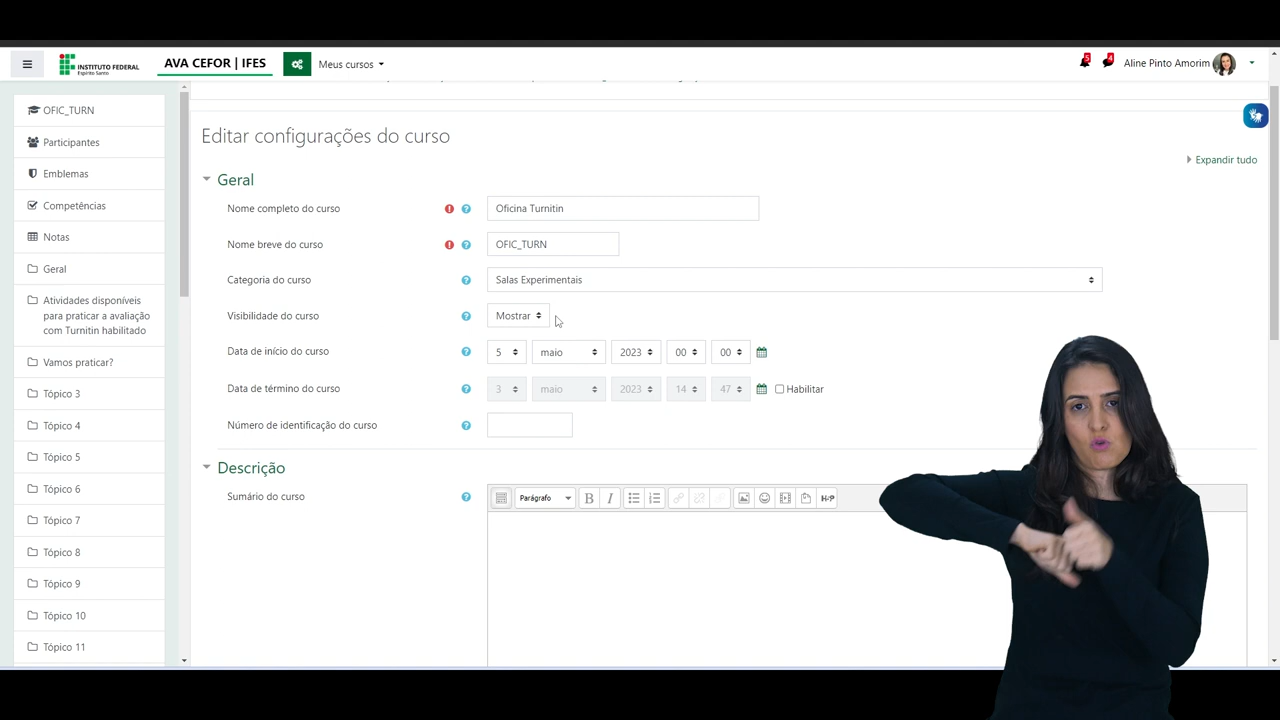 INSTITUTO FEDERAL
Espírito Santo
AVA CEFOR | IFES
Meus cursos
5
4
Aline Pinto Amorim
OFIC_TURN
Participantes
Emblemas
Competências
Notas
Geral
Atividades disponíveis
para praticar a avaliação
com Turnitin habilitado
Vamos praticar?
Tópico 3
Tópico 4
Tópico 5
Tópico 6
Tópico 7
Tópico 8
Tópico 9
Tópico 10
Tópico 11
Editar configurações do curso
Expandir tudo
Geral
Nome completo do curso ! ? Oficina Turnitin
Nome breve do curso ! ? OFIC_TURN
Categoria do curso ? Salas Experimentais
Visibilidade do curso ? Mostrar
Data de início do curso ? 5 maio 2023 00 00
Data de término do curso ? 3 maio 2023 14 47 Habilitar
Número de identificação do curso ?
Descrição
Sumário do curso ? Parágrafo B I H-P